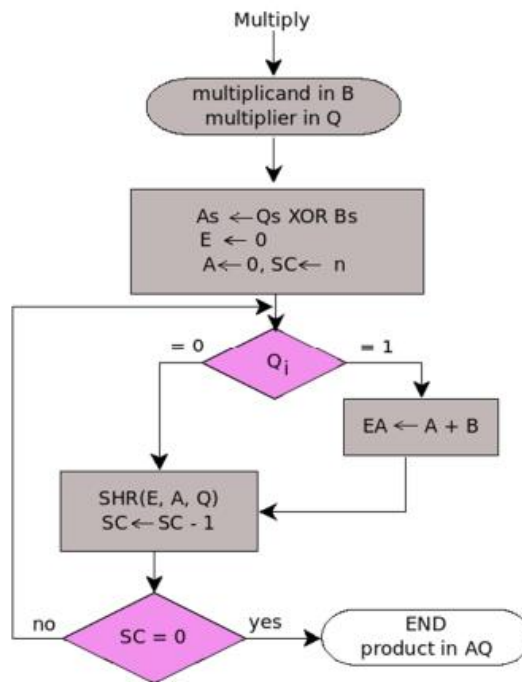 Multiply
multiplicand in B
multiplier in Q
As ←Qs XOR Bs
E ← 0
A← 0, SC← n
= 0
= 1
Qi
EA ← A + B
SHR(E, A, Q)
SC←SC - 1
no
SC = 0
yes
END
product in AQ